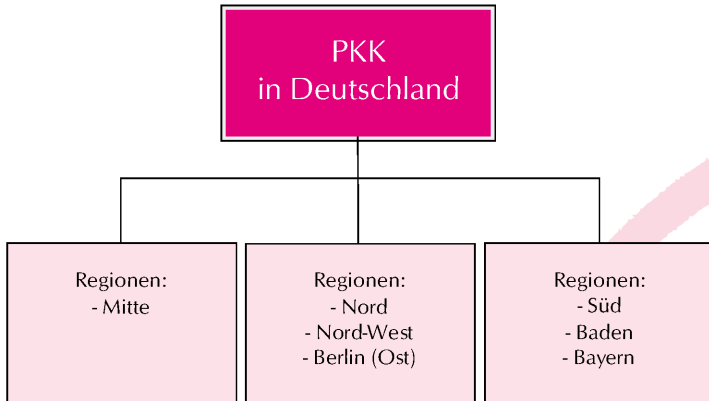 PKK
in Deutschland
Regionen:
- Mitte
Regionen:
- Nord
- Nord-West
- Berlin (Ost)
Regionen:
- Süd
- Baden
- Bayern